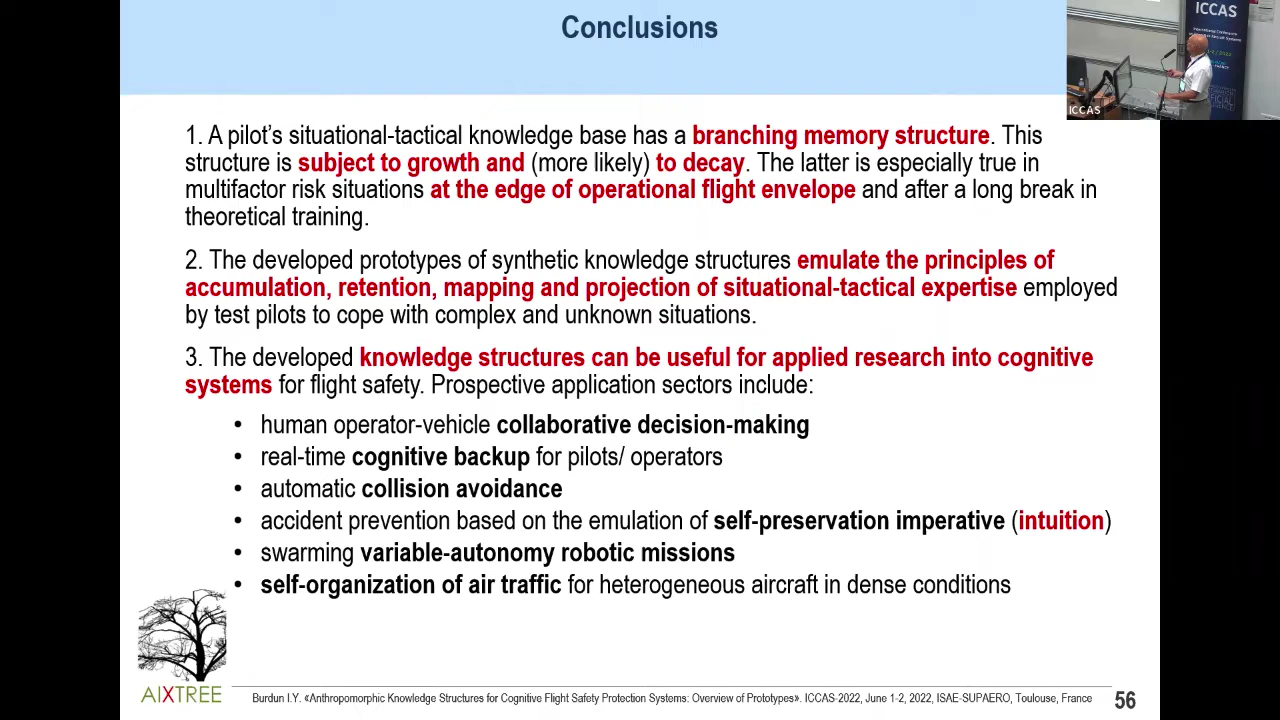 Conclusions
ICCAS
ICCAS
1. A pilot's situational-tactical knowledge base has a branching memory structure. This
structure is subject to growth and (more likely) to decay. The latter is especially true in
multifactor risk situations at the edge of operational flight envelope and after a long break in
theoretical training.
2. The developed prototypes of synthetic knowledge structures emulate the principles of
accumulation, retention, mapping and projection of situational-tactical expertise employed
by test pilots to cope with complex and unknown situations.
3. The developed knowledge structures can be useful for applied research into cognitive
systems for flight safety. Prospective application sectors include:
• human operator-vehicle collaborative decision-making
• real-time cognitive backup for pilots/ operators
• automatic collision avoidance
• accident prevention based on the emulation of self-preservation imperative (intuition)
• swarming variable-autonomy robotic missions
• self-organization of air traffic for heterogeneous aircraft in dense conditions
AIXTREE
Burdun I.Y. «Anthropomorphic Knowledge Structures for Cognitive Flight Safety Protection Systems: Overview of Prototypes». ICCAS-2022, June 1-2, 2022, ISAE-SUPAERO, Toulouse, France
56